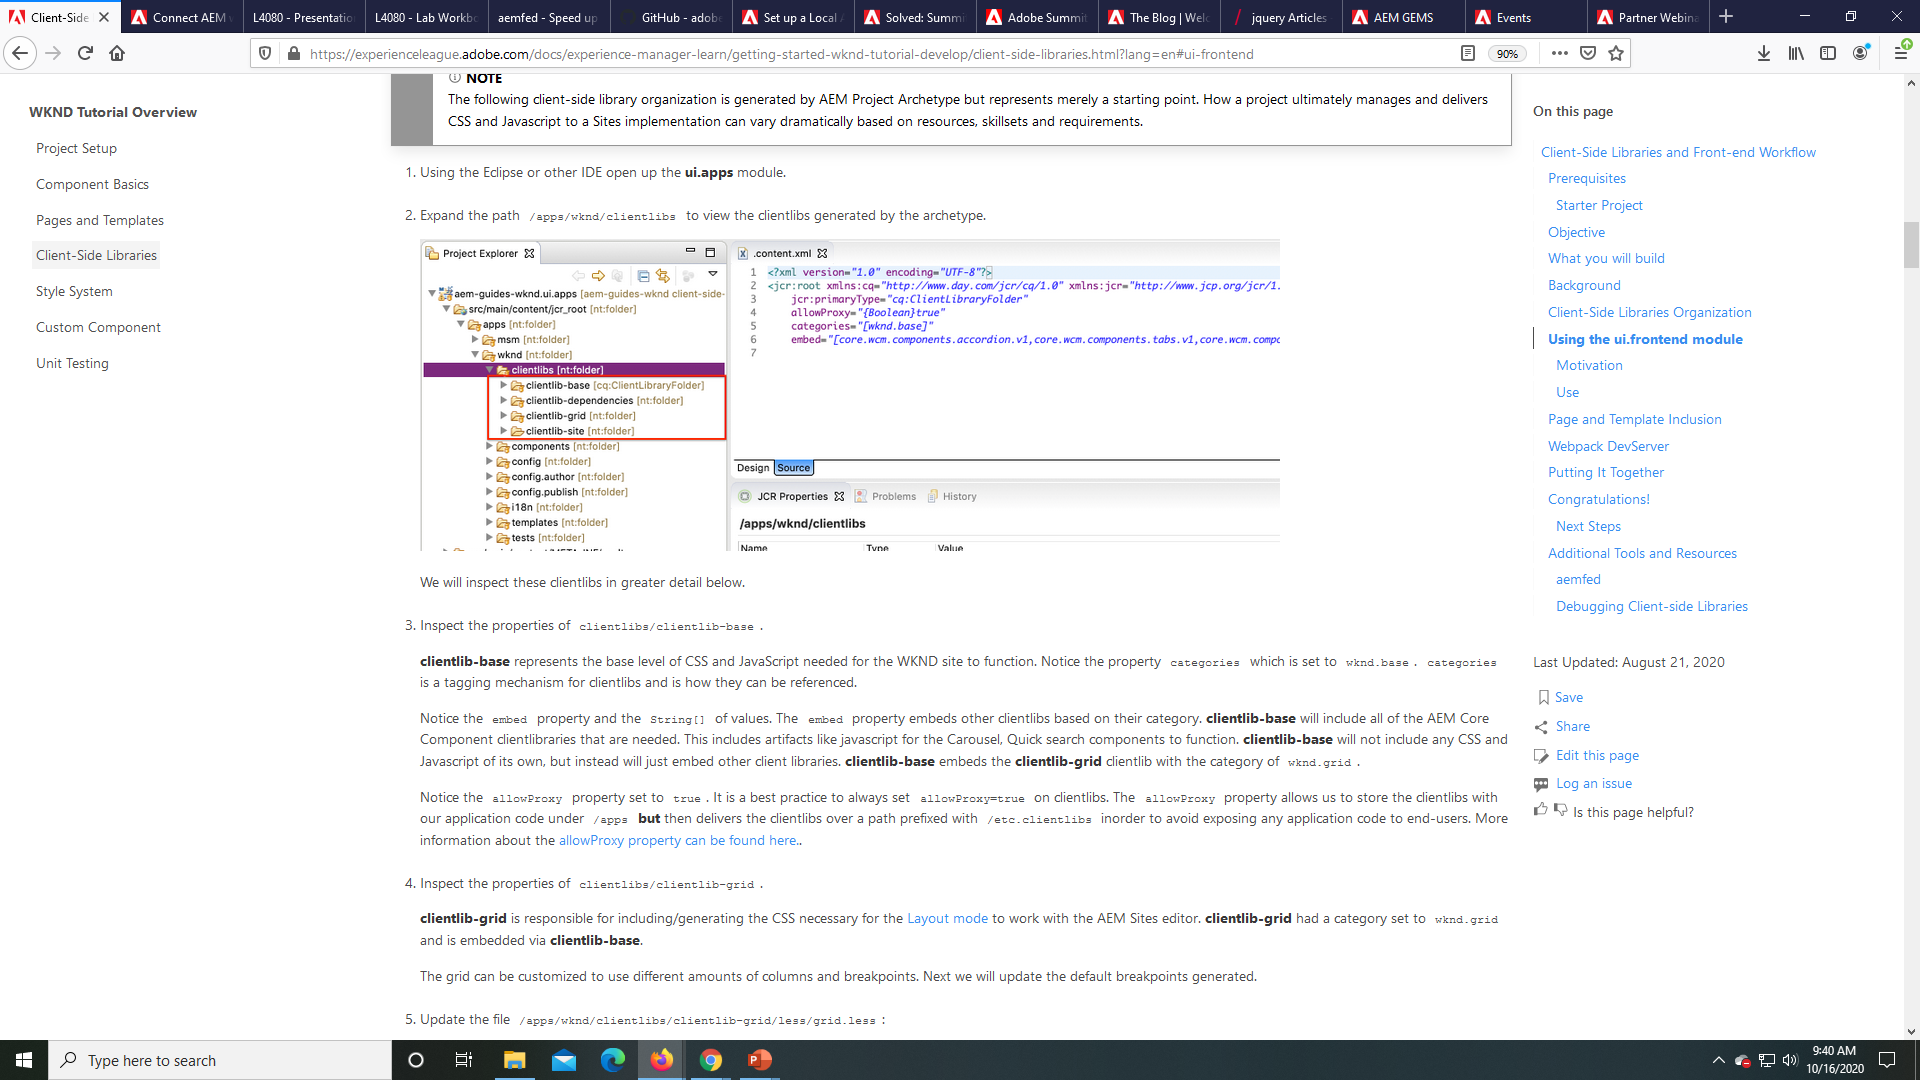 Client-Side
Connect AEM
L4080 - Presentation
L4080 - Lab Workbo
aemfed - Speed up
GitHub - adobe
Set up a Local A
Solved: Summi
Adobe Summit
The Blog | Welc
jquery Articles
AEM GEMS
Events
Partner Webina
https://experienceleague.adobe.com/docs/experience-manager-learn/getting-started-wknd-tutorial-develop/client-side-libraries.html?lang=en#ui-frontend
90%
WKND Tutorial Overview
Project Setup
Component Basics
Pages and Templates
Client-Side Libraries
Style System
Custom Component
Unit Testing
NOTE
The following client-side library organization is generated by AEM Project Archetype but represents merely a starting point. How a project ultimately manages and delivers
CSS and Javascript to a Sites implementation can vary dramatically based on resources, skillsets and requirements.
1. Using the Eclipse or other IDE open up the ui.apps module.
2. Expand the path /apps/wknd/clientlibs to view the clientlibs generated by the archetype.
Project Explorer
aem-guides-wknd.ui.apps [aem-guides-wknd client-side-
src/main/content/jcr_root [nt:folder]
apps [nt:folder]
msm [nt:folder]
wknd [nt:folder]
clientlibs [nt:folder]
clientlib-base [cq:ClientLibraryFolder]
clientlib-dependencies [nt:folder]
clientlib-grid [nt:folder]
clientlib-site [nt:folder]
components [nt:folder]
config [nt:folder]
config.author [nt:folder]
config.publish [nt:folder]
i18n [nt:folder]
templates [nt:folder]
tests [nt:folder]
.content.xml
1 <?xml version="1.0" encoding="UTF-8"?>
2 <jcr:root xmlns:cq="http://www.day.com/jcr/cq/1.0" xmlns:jcr="http://www.jcp.org/jcr/1.
3 jcr:primaryType="cq:ClientLibraryFolder"
4 allowProxy="{Boolean}true"
5 categories="[wknd.base]"
6 embed="[core.wcm.components.accordion.v1,core.wcm.components.tabs.v1,core.wcm.compo
7
Design Source
JCR Properties Problems History
/apps/wknd/clientlibs
Name Type Value
We will inspect these clientlibs in greater detail below.
3. Inspect the properties of clientlibs/clientlib-base .
clientlib-base represents the base level of CSS and JavaScript needed for the WKND site to function. Notice the property categories which is set to wknd.base . categories
is a tagging mechanism for clientlibs and is how they can be referenced.
Notice the embed property and the String[] of values. The embed property embeds other clientlibs based on their category. clientlib-base will include all of the AEM Core
Component clientlibraries that are needed. This includes artifacts like javascript for the Carousel, Quick search components to function. clientlib-base will not include any CSS and
Javascript of its own, but instead will just embed other client libraries. clientlib-base embeds the clientlib-grid clientlib with the category of wknd.grid .
Notice the allowProxy property set to true . It is a best practice to always set allowProxy=true on clientlibs. The allowProxy property allows us to store the clientlibs with
our application code under /apps but then delivers the clientlibs over a path prefixed with /etc.clientlibs inorder to avoid exposing any application code to end-users. More
information about the allowProxy property can be found here..
4. Inspect the properties of clientlibs/clientlib-grid .
clientlib-grid is responsible for including/generating the CSS necessary for the Layout mode to work with the AEM Sites editor. clientlib-grid had a category set to wknd.grid
and is embedded via clientlib-base.
The grid can be customized to use different amounts of columns and breakpoints. Next we will update the default breakpoints generated.
5. Update the file /apps/wknd/clientlibs/clientlib-grid/less/grid.less :
On this page
Client-Side Libraries and Front-end Workflow
Prerequisites
Starter Project
Objective
What you will build
Background
Client-Side Libraries Organization
Using the ui.frontend module
Motivation
Use
Page and Template Inclusion
Webpack DevServer
Putting It Together
Congratulations!
Next Steps
Additional Tools and Resources
aemfed
Debugging Client-side Libraries
Last Updated: August 21, 2020
Save
Share
Edit this page
Log an issue
Is this page helpful?
Type here to search
9:40 AM
10/16/2020